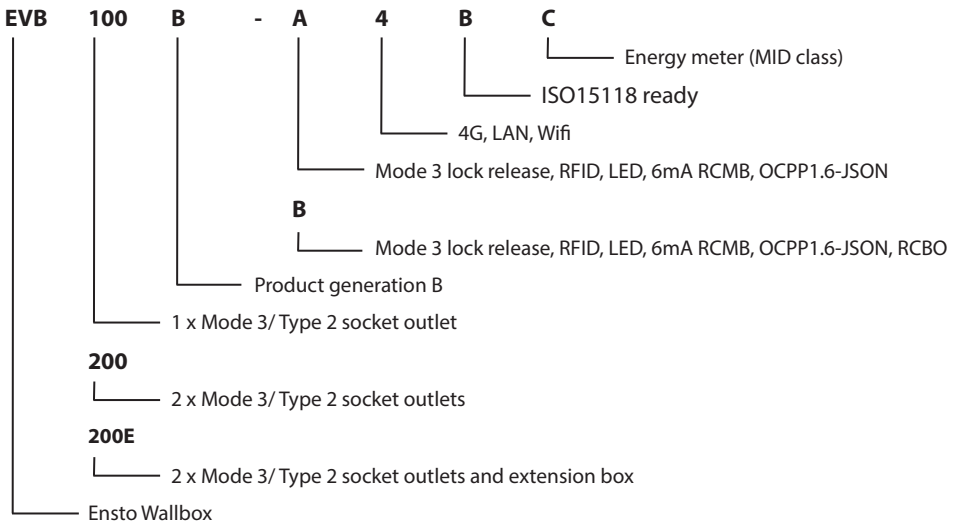 EVB 100 B - A 4 B C
Energy meter (MID class)
ISO15118 ready
4G, LAN, Wifi
Mode 3 lock release, RFID, LED, 6mA RCMB, OCPP1.6-JSON
B
Mode 3 lock release, RFID, LED, 6mA RCMB, OCPP1.6-JSON, RCBO
Product generation B
1 x Mode 3/ Type 2 socket outlet
200
2 x Mode 3/ Type 2 socket outlets
200E
2 x Mode 3/ Type 2 socket outlets and extension box
Ensto Wallbox